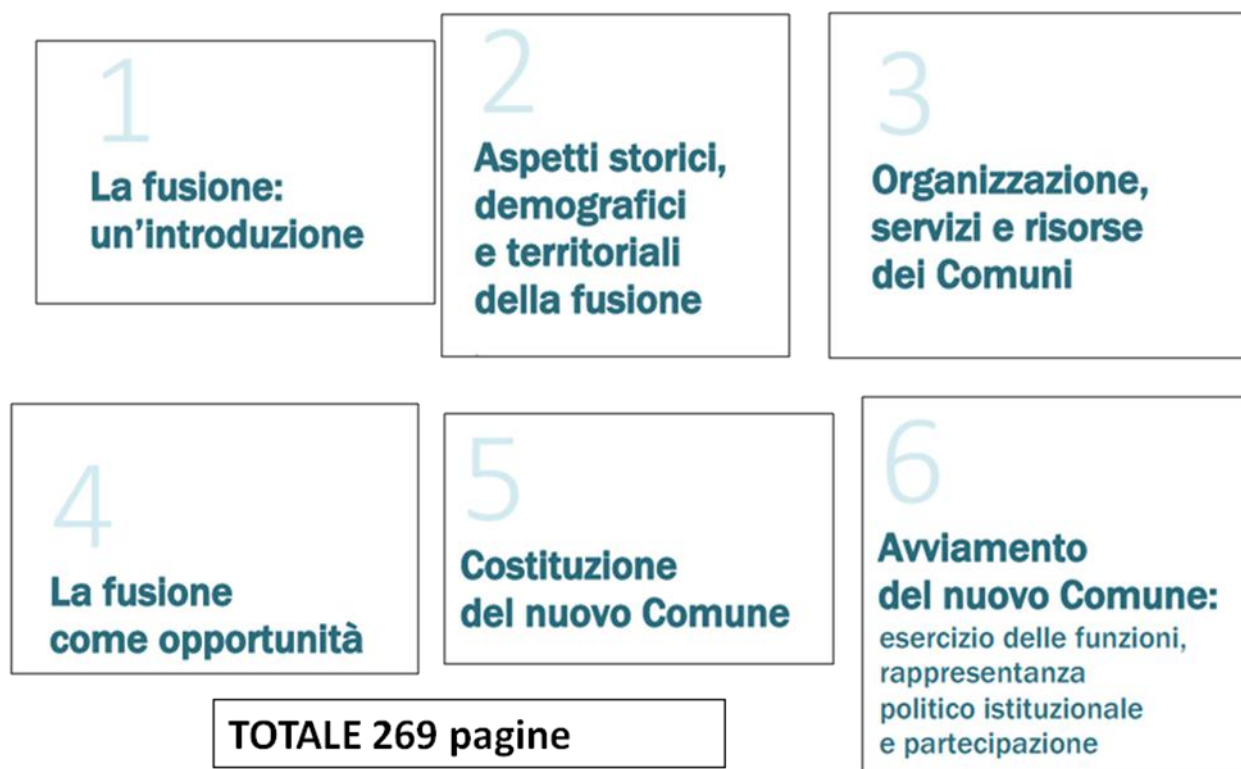 1
La fusione:
un'introduzione
2
Aspetti storici,
demografici
e territoriali
della fusione
3
Organizzazione,
servizi e risorse
dei Comuni
4
La fusione
come opportunità
5
Costituzione
del nuovo Comune
6
Avviamento
del nuovo Comune:
esercizio delle funzioni,
rappresentanza
politico istituzionale
e partecipazione
TOTALE 269 pagine